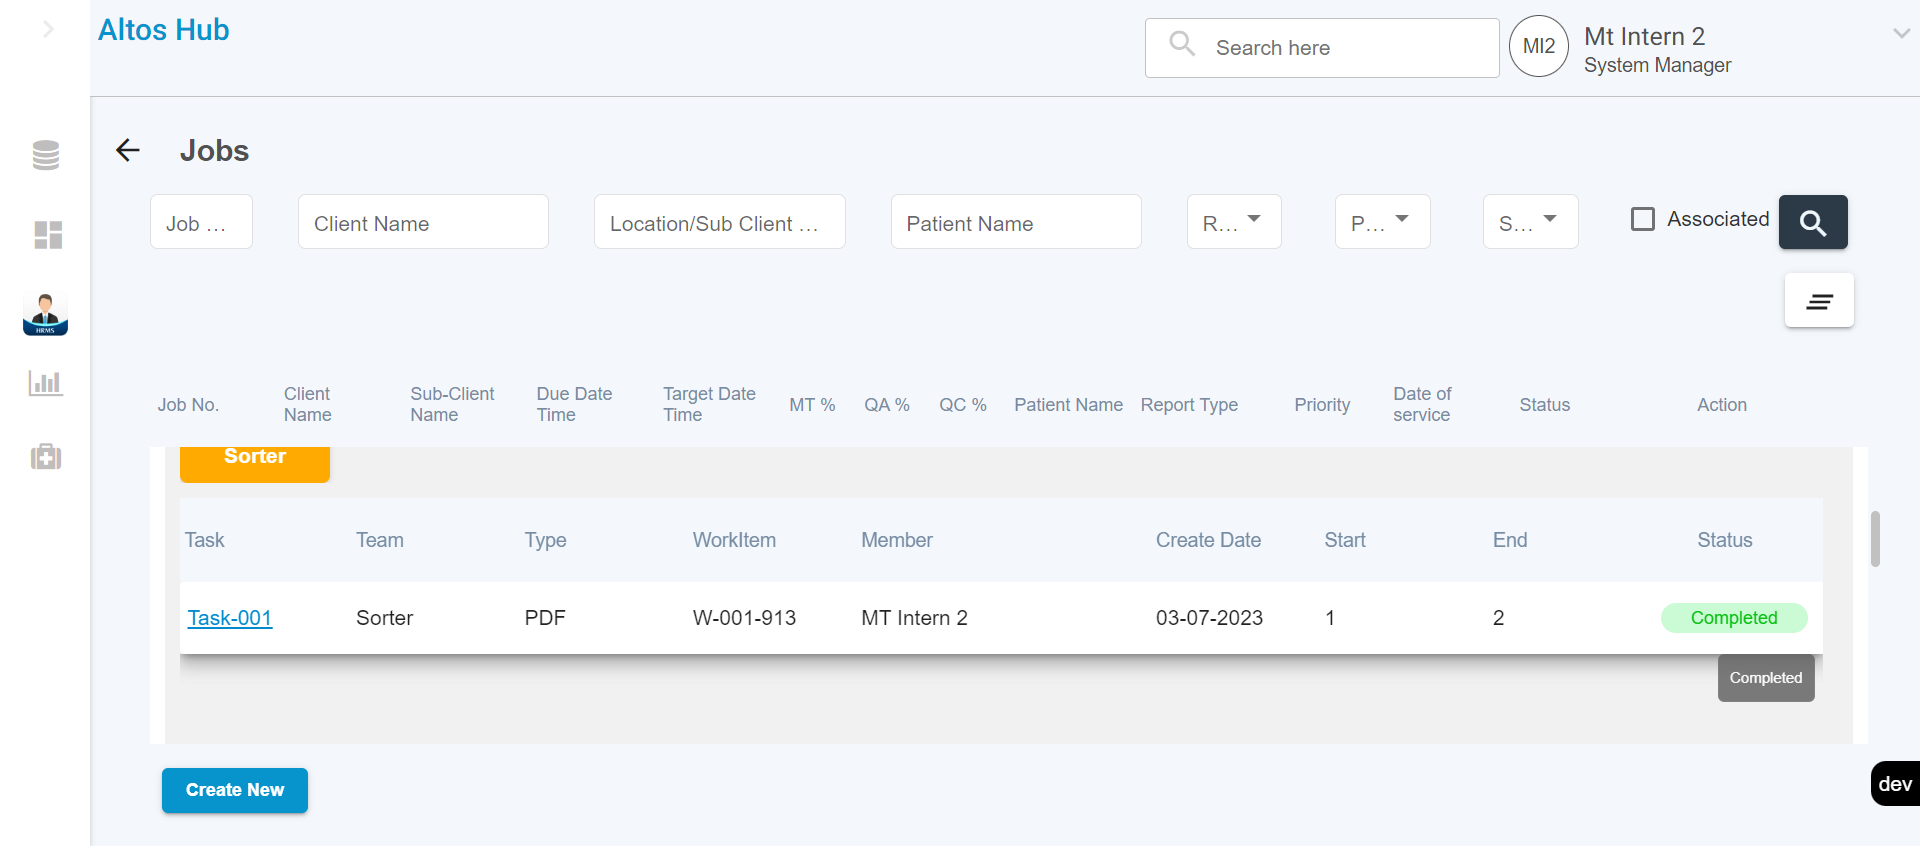 Altos Hub
Search here
MI2
Mt Intern 2
System Manager
Jobs
Job ...
Client Name
Location/Sub Client ...
Patient Name
R...
P...
S...
Associated
HRMS
Job No.
Client
Name
Sub-Client
Name
Due Date
Time
Target Date
Time
MT %
QA %
QC %
Patient Name
Report Type
Priority
Date of
service
Status
Action
Sorter
Task Team Type WorkItem Member Create Date Start End Status
Task-001 Sorter PDF W-001-913 MT Intern 2 03-07-2023 1 2 Completed
Completed
Create New
dev